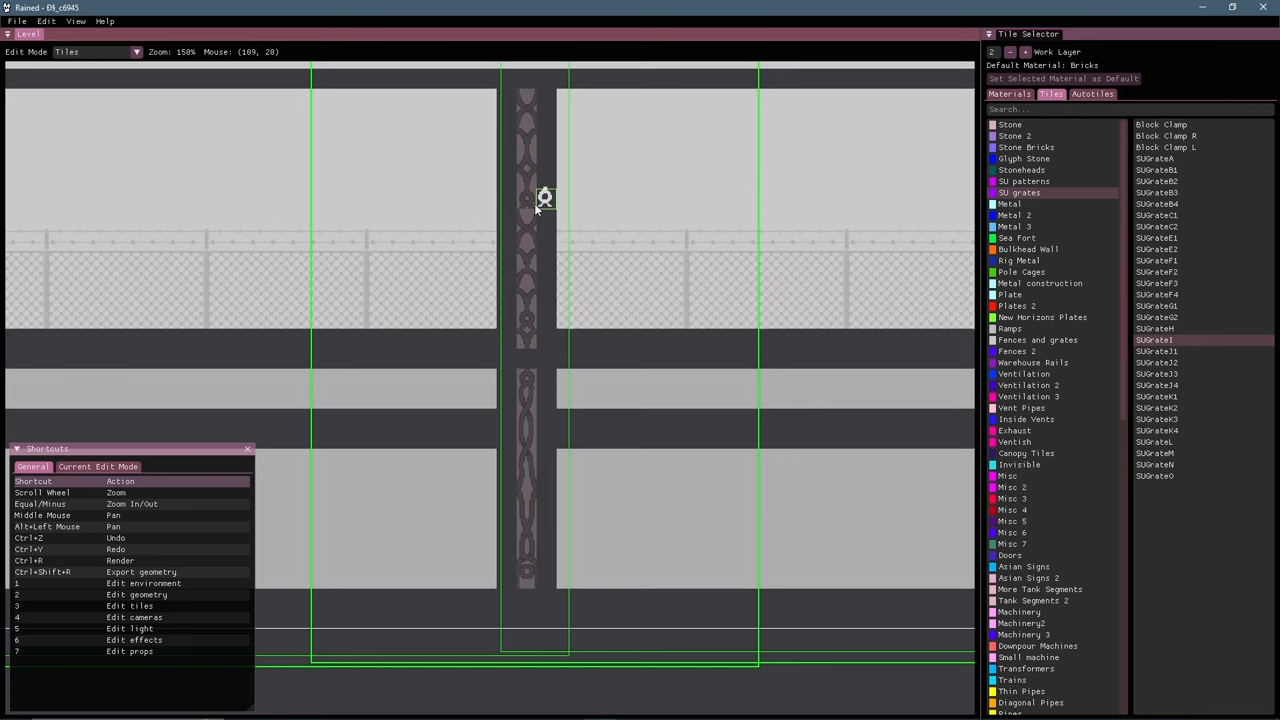 Rained - Ðś_c6945
File Edit View Help
Level
Edit Mode Tiles Zoom: 150% Mouse: (109, 20)
Shortcuts
General Current Edit Mode
Shortcut Action
Scroll Wheel Zoom
Equal/Minus Zoom In/Out
Middle Mouse Pan
Alt+Left Mouse Pan
Ctrl+Z Undo
Ctrl+Y Redo
Ctrl+R Render
Ctrl+Shift+R Export geometry
1 Edit environment
2 Edit geometry
3 Edit tiles
4 Edit cameras
5 Edit light
6 Edit effects
7 Edit props
Tile Selector
2 - + Work Layer
Default Material: Bricks
Set Selected Material as Default
Materials Tiles Autotiles
Search...
Stone
Stone 2
Stone Bricks
Glyph Stone
Stoneheads
SU patterns
SU grates
Metal
Metal 2
Metal 3
Sea Fort
Bulkhead Wall
Rig Metal
Pole Cages
Metal construction
Plate
Plates 2
New Horizons Plates
Ramps
Fences and grates
Fences 2
Warehouse Rails
Ventilation
Ventilation 2
Ventilation 3
Vent Pipes
Inside Vents
Exhaust
Ventish
Canopy Tiles
Invisible
Misc
Misc 2
Misc 3
Misc 4
Misc 5
Misc 6
Misc 7
Doors
Asian Signs
Asian Signs 2
More Tank Segments
Tank Segments 2
Machinery
Machinery2
Machinery 3
Downpour Machines
Small machine
Transformers
Trains
Thin Pipes
Diagonal Pipes
Pipes
Block Clamp
Block Clamp R
Block Clamp L
SUGrateA
SUGrateB1
SUGrateB2
SUGrateB3
SUGrateB4
SUGrateC1
SUGrateC2
SUGrateE1
SUGrateE2
SUGrateF1
SUGrateF2
SUGrateF3
SUGrateF4
SUGrateG1
SUGrateG2
SUGrateH
SUGrateI
SUGrateJ1
SUGrateJ2
SUGrateJ3
SUGrateJ4
SUGrateK1
SUGrateK2
SUGrateK3
SUGrateK4
SUGrateL
SUGrateM
SUGrateN
SUGrateO